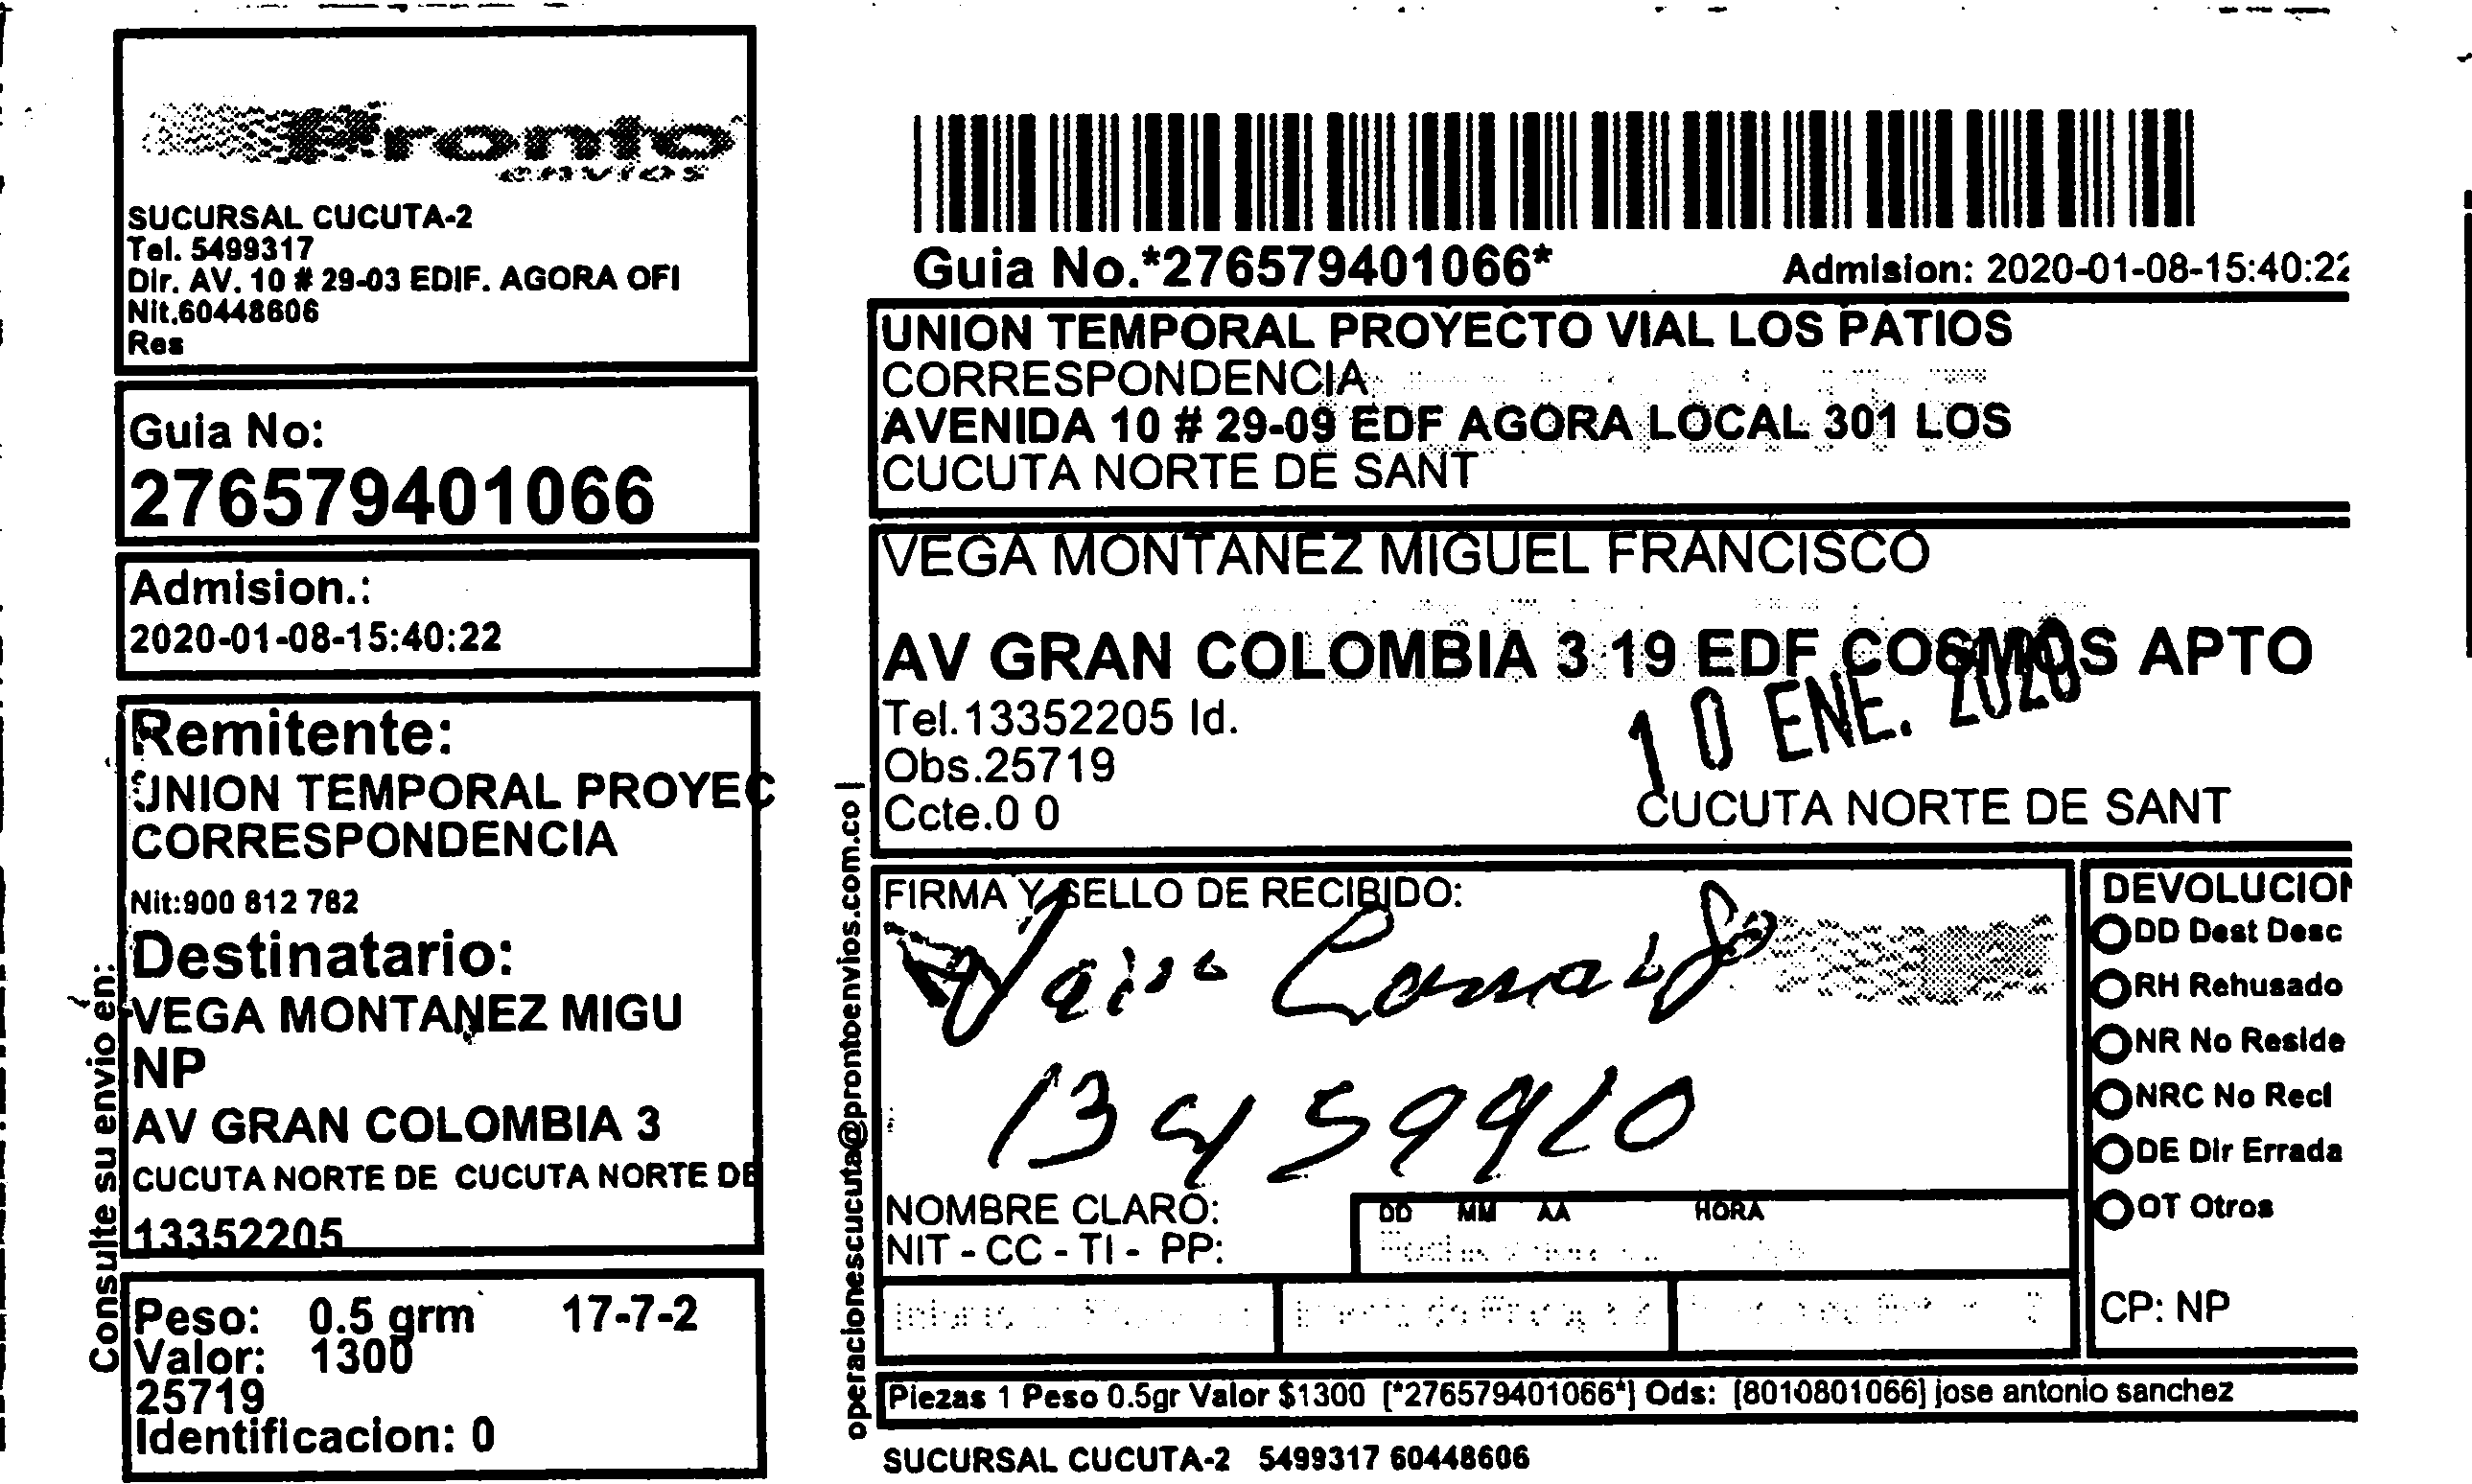 Pronto
envios
SUCURSAL CUCUTA-2
Tel. 5499317
Dir. AV. 10 # 29-03 EDIF. AGORA OFI
Nit.60448606
Res
Guia No:
276579401066
Admision.:
2020-01-08-15:40:22
Remitente:
UNION TEMPORAL PROYEC
CORRESPONDENCIA
Nit:900 812 782
Destinatario:
VEGA MONTANEZ MIGU
NP
AV GRAN COLOMBIA 3
CUCUTA NORTE DE CUCUTA NORTE DE
13352205
Peso: 0.5 grm 17-7-2
Valor: 1300
25719
Identificacion: 0
Consulte su envio en:
operacionescucuta@prontoenvios.com.co |
Guia No.*276579401066*
Admision: 2020-01-08-15:40:22
UNION TEMPORAL PROYECTO VIAL LOS PATIOS
CORRESPONDENCIA
AVENIDA 10 # 29-09 EDF AGORA LOCAL 301 LOS
CUCUTA NORTE DE SANT
VEGA MONTANEZ MIGUEL FRANCISCO
AV GRAN COLOMBIA 3 19 EDF COSMOS APTO
Tel.13352205 Id.
10 ENE. 2020
Obs.25719
Ccte.0 0
CUCUTA NORTE DE SANT
FIRMA Y SELLO DE RECIBIDO:
13459910
NOMBRE CLARO:
NIT - CC - TI - PP:
DD MM AA HORA
DEVOLUCION
DD Dest Desc
RH Rehusado
NR No Reside
NRC No Recl
DE Dir Errada
OT Otros
CP: NP
Piezas 1 Peso 0.5gr Valor $1300 [*276579401066*] Ods: [8010801066] jose antonio sanchez
SUCURSAL CUCUTA-2 5499317 60448606